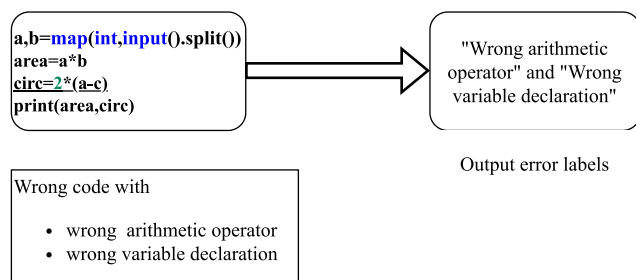 a,b=map(int,input().split())
area=a*b
circ=2*(a-c)
print(area,circ)
"Wrong arithmetic
operator" and "Wrong
variable declaration"
Output error labels
Wrong code with
• wrong arithmetic operator
• wrong variable declaration